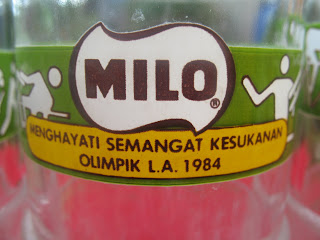 MILO®
MENGHAYATI SEMANGAT KESUKANAN
OLIMPIK L.A. 1984